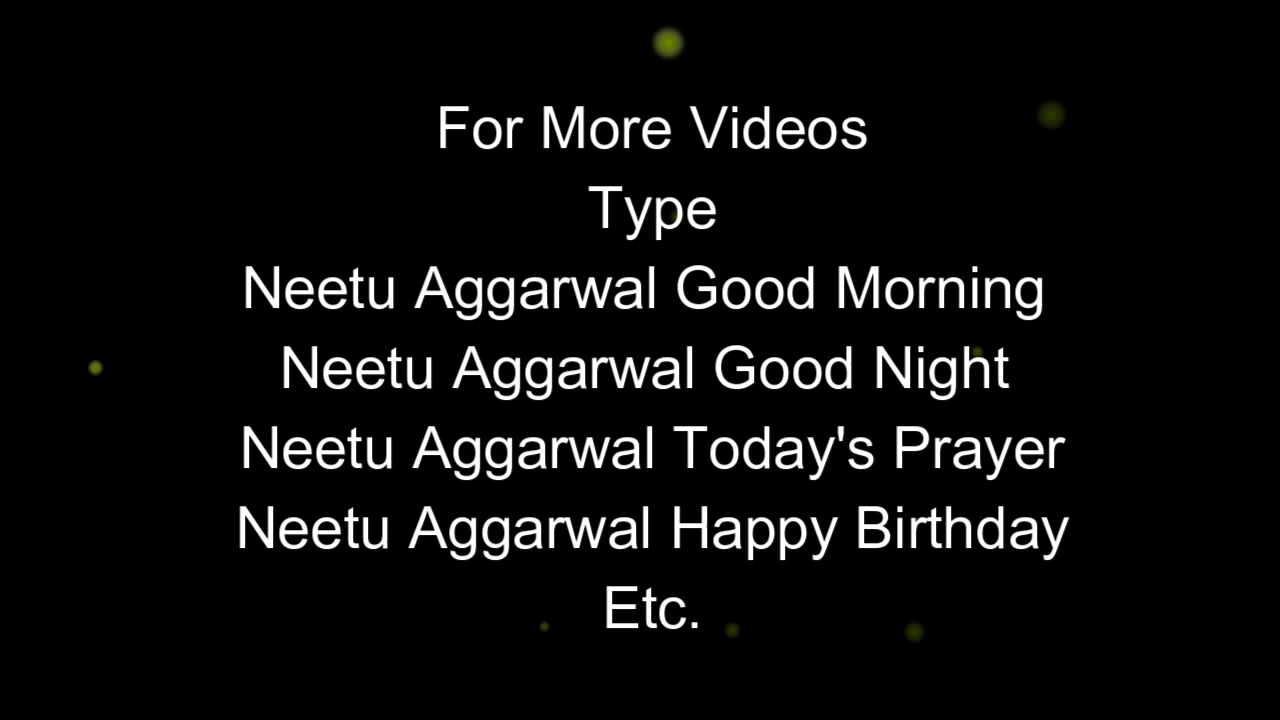 For More Videos
Type
Neetu Aggarwal Good Morning
Neetu Aggarwal Good Night
Neetu Aggarwal Today's Prayer
Neetu Aggarwal Happy Birthday
Etc.